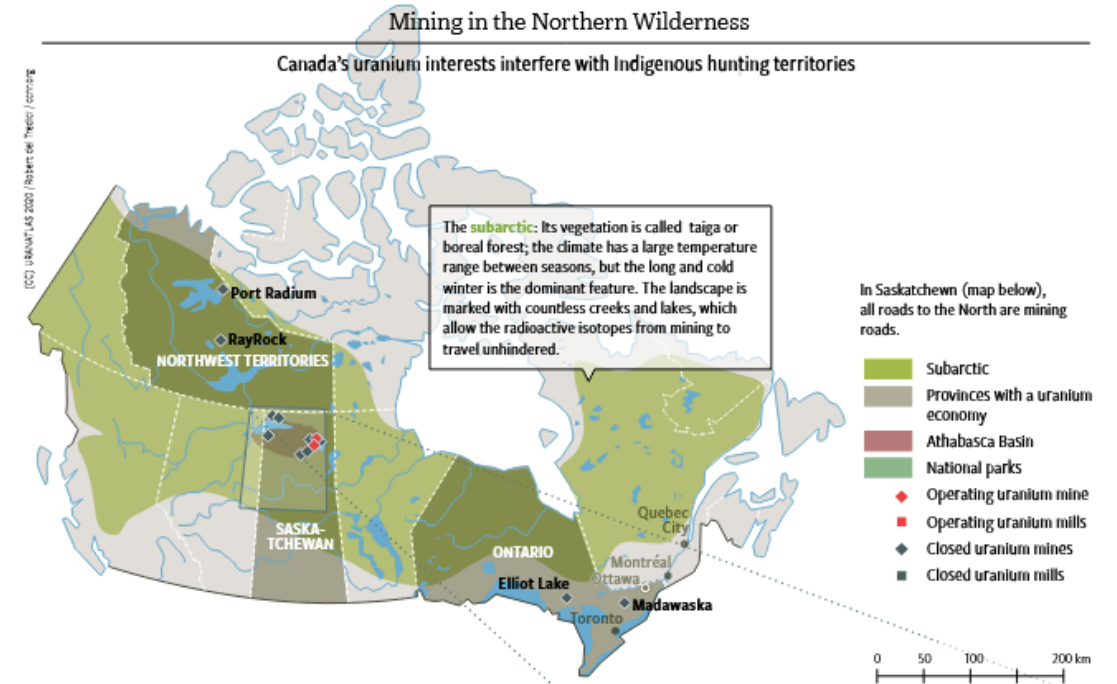 Mining in the Northern Wilderness
Canada's uranium interests interfere with Indigenous hunting territories
(CC) URANATLAS 2020 / Robert del Tredici / ccnr.org
The subarctic: Its vegetation is called taiga or
boreal forest; the climate has a large temperature
range between seasons, but the long and cold
winter is the dominant feature. The landscape is
marked with countless creeks and lakes, which
allow the radioactive isotopes from mining to
travel unhindered.
Port Radium
RayRock
NORTHWEST TERRITORIES
SASKA-
TCHEWAN
ONTARIO
Elliot Lake
Quebec
City
Montréal
Ottawa
Madawaska
Toronto
In Saskatchewn (map below),
all roads to the North are mining
roads.
Subarctic
Provinces with a uranium
economy
Athabasca Basin
National parks
Operating uranium mine
Operating uranium mills
Closed uranium mines
Closed uranium mills
0 50 100 200 km